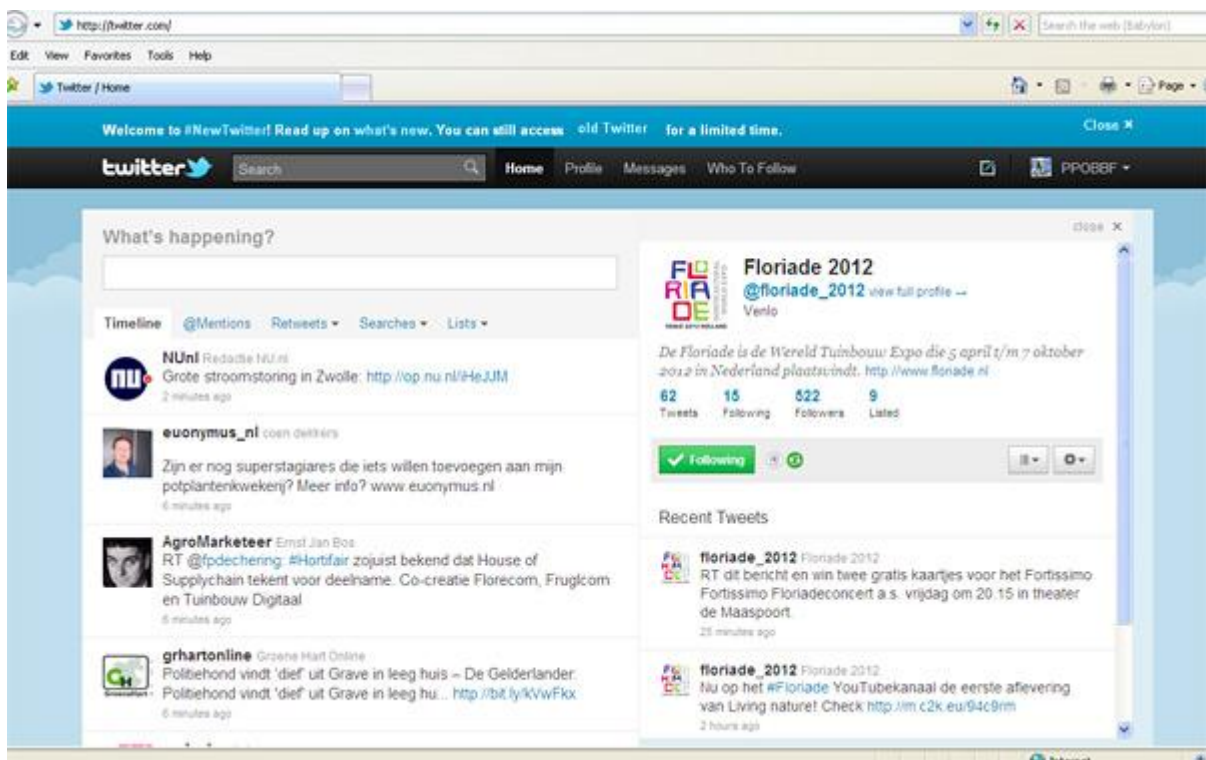 http://twitter.com/
Search the web (Babylon)
Edit View Favorites Tools Help
Twitter / Home
Page
Welcome to #NewTwitter! Read up on what's new. You can still access old Twitter for a limited time.
Close ×
twitter
Search
Home Profile Messages Who To Follow
PPOBBF
What's happening?
Timeline @Mentions Retweets Searches Lists
NUnl Redactie NU.nl
Grote stroomstoring in Zwolle: http://op.nu.nl/iHeJJM
2 minutes ago
euonymus_nl coen dekkers
Zijn er nog superstagiares die iets willen toevoegen aan mijn
potplantenkwekerij? Meer info? www.euonymus.nl
6 minutes ago
AgroMarketeer Ernst Jan Bos
RT @fpdechering: #Hortifair zojuist bekend dat House of
Supplychain tekent voor deelname. Co-creatie Florecom, Frugicom
en Tuinbouw Digitaal
6 minutes ago
grhartonline Groene Hart Online
Politiehond vindt 'dief' uit Grave in leeg huis – De Gelderlander:
Politiehond vindt 'dief' uit Grave in leeg hu... http://bit.ly/kVwFkx
6 minutes ago
close ×
FLORIADE
Floriade 2012
@floriade_2012 view full profile →
Venlo
De Floriade is de Wereld Tuinbouw Expo die 5 april t/m 7 oktober
2012 in Nederland plaatsvindt. http://www.floriade.nl
62 15 522 9
Tweets Following Followers Listed
Following
Recent Tweets
floriade_2012 Floriade 2012
RT dit bericht en win twee gratis kaartjes voor het Fortissimo
Fortissimo Floriadeconcert a.s. vrijdag om 20.15 in theater
de Maaspoort
25 minutes ago
floriade_2012 Floriade 2012
Nu op het #Floriade YouTubekanaal de eerste aflevering
van Living nature! Check http://m.c2k.eu/94c9rm
2 hours ago